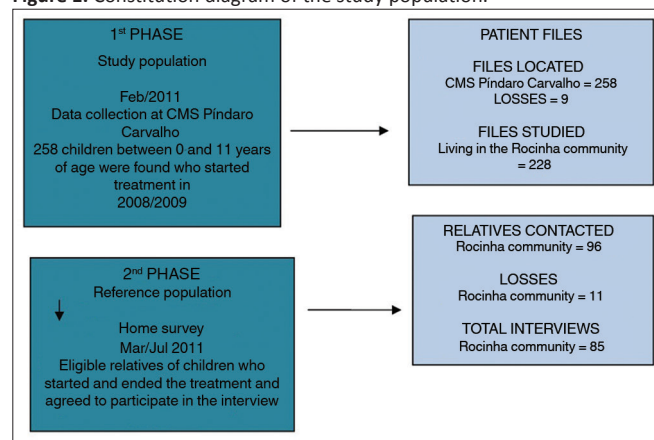 Figure 1. Constitution diagram of the study population.
1st PHASE
Study population
Feb/2011
Data collection at CMS Píndaro
Carvalho
258 children between 0 and 11 years
of age were found who started
treatment in
2008/2009
PATIENT FILES
FILES LOCATED
CMS Píndaro Carvalho = 258
LOSSES = 9
FILES STUDIED
Living in the Rocinha community
= 228
2nd PHASE
Reference population
Home survey
Mar/Jul 2011
Eligible relatives of children who
started and ended the treatment and
agreed to participate in the interview
RELATIVES CONTACTED
Rocinha community = 96
LOSSES
Rocinha community = 11
TOTAL INTERVIEWS
Rocinha community = 85